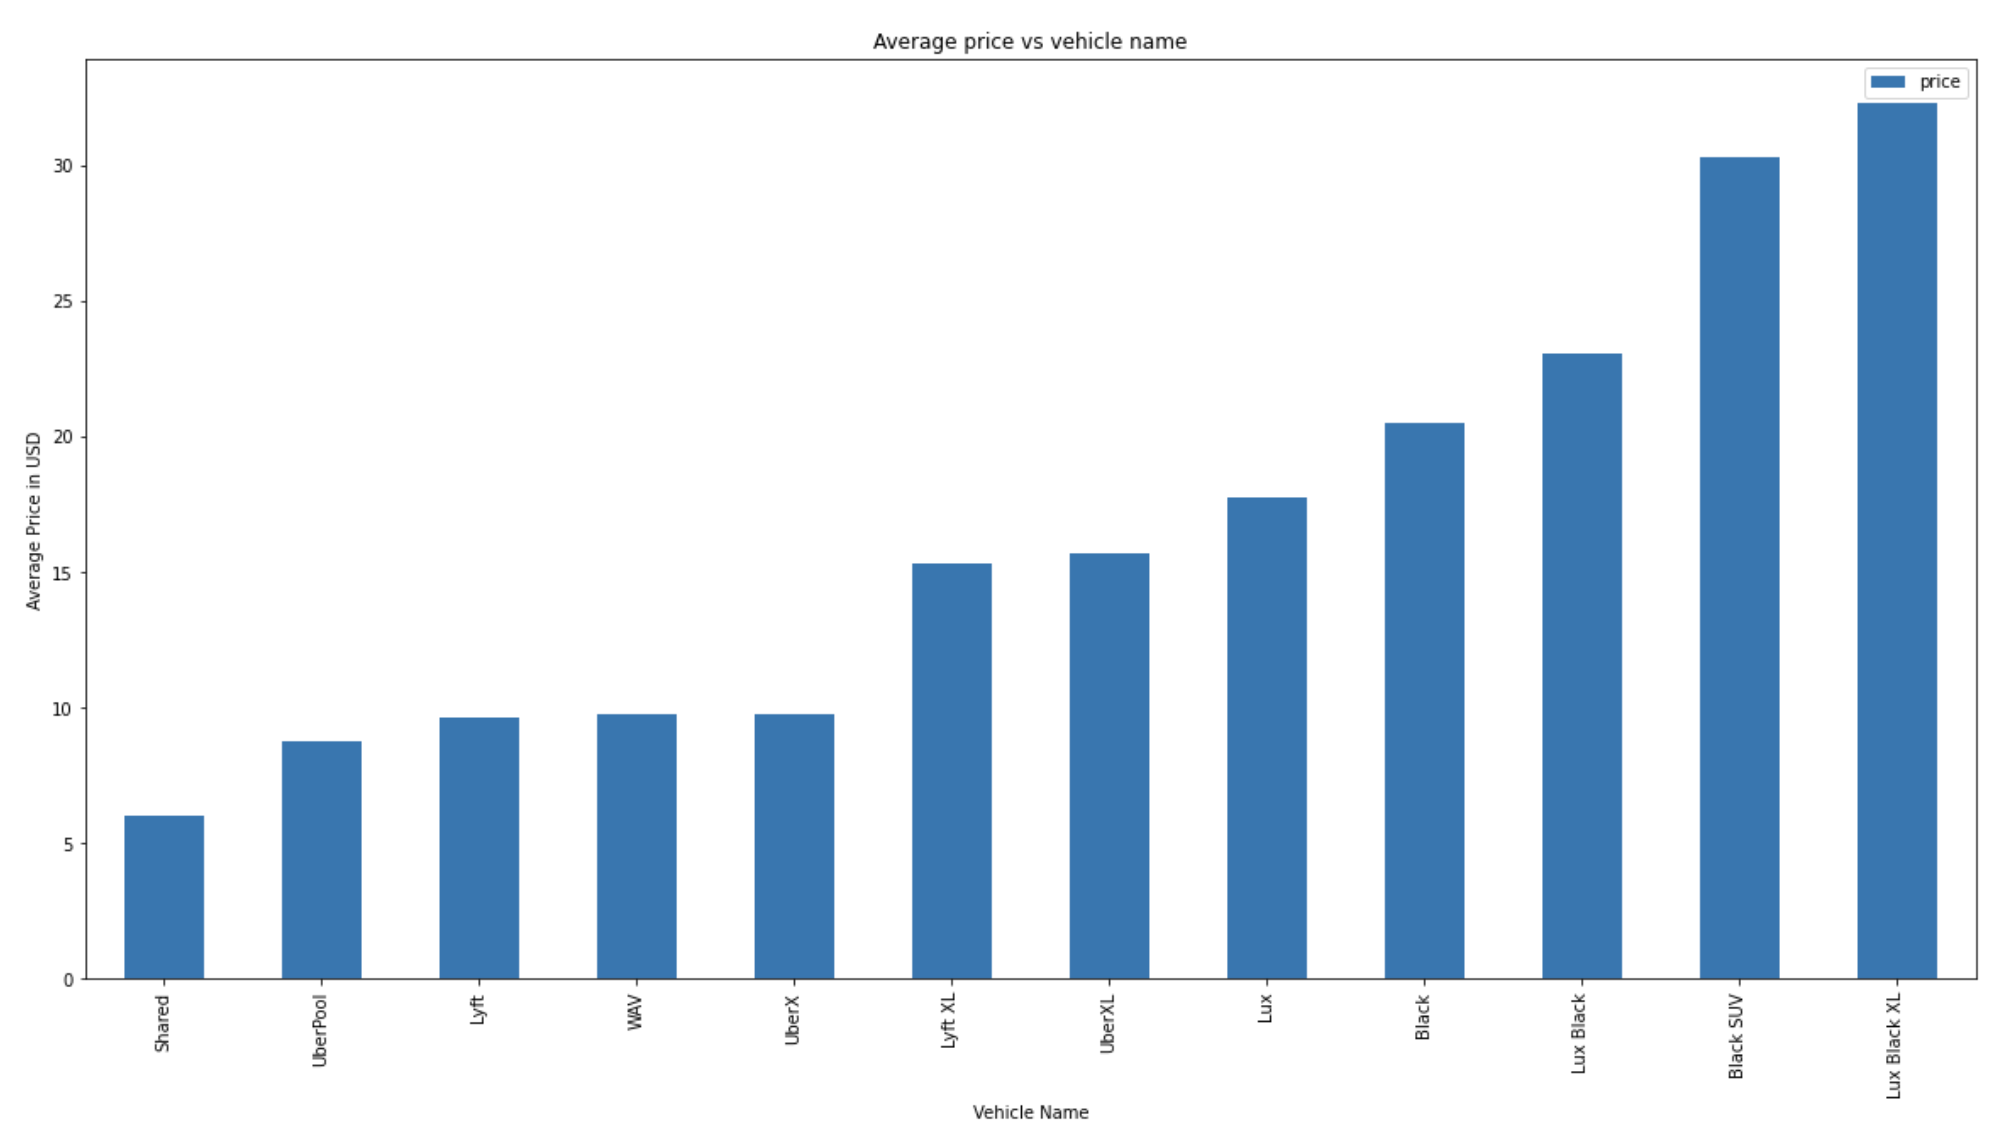 Average price vs vehicle name
price
Average Price in USD
30
25
20
15
10
5
0
Shared
UberPool
Lyft
WAV
UberX
Lyft XL
UberXL
Lux
Black
Lux Black
Black SUV
Lux Black XL
Vehicle Name